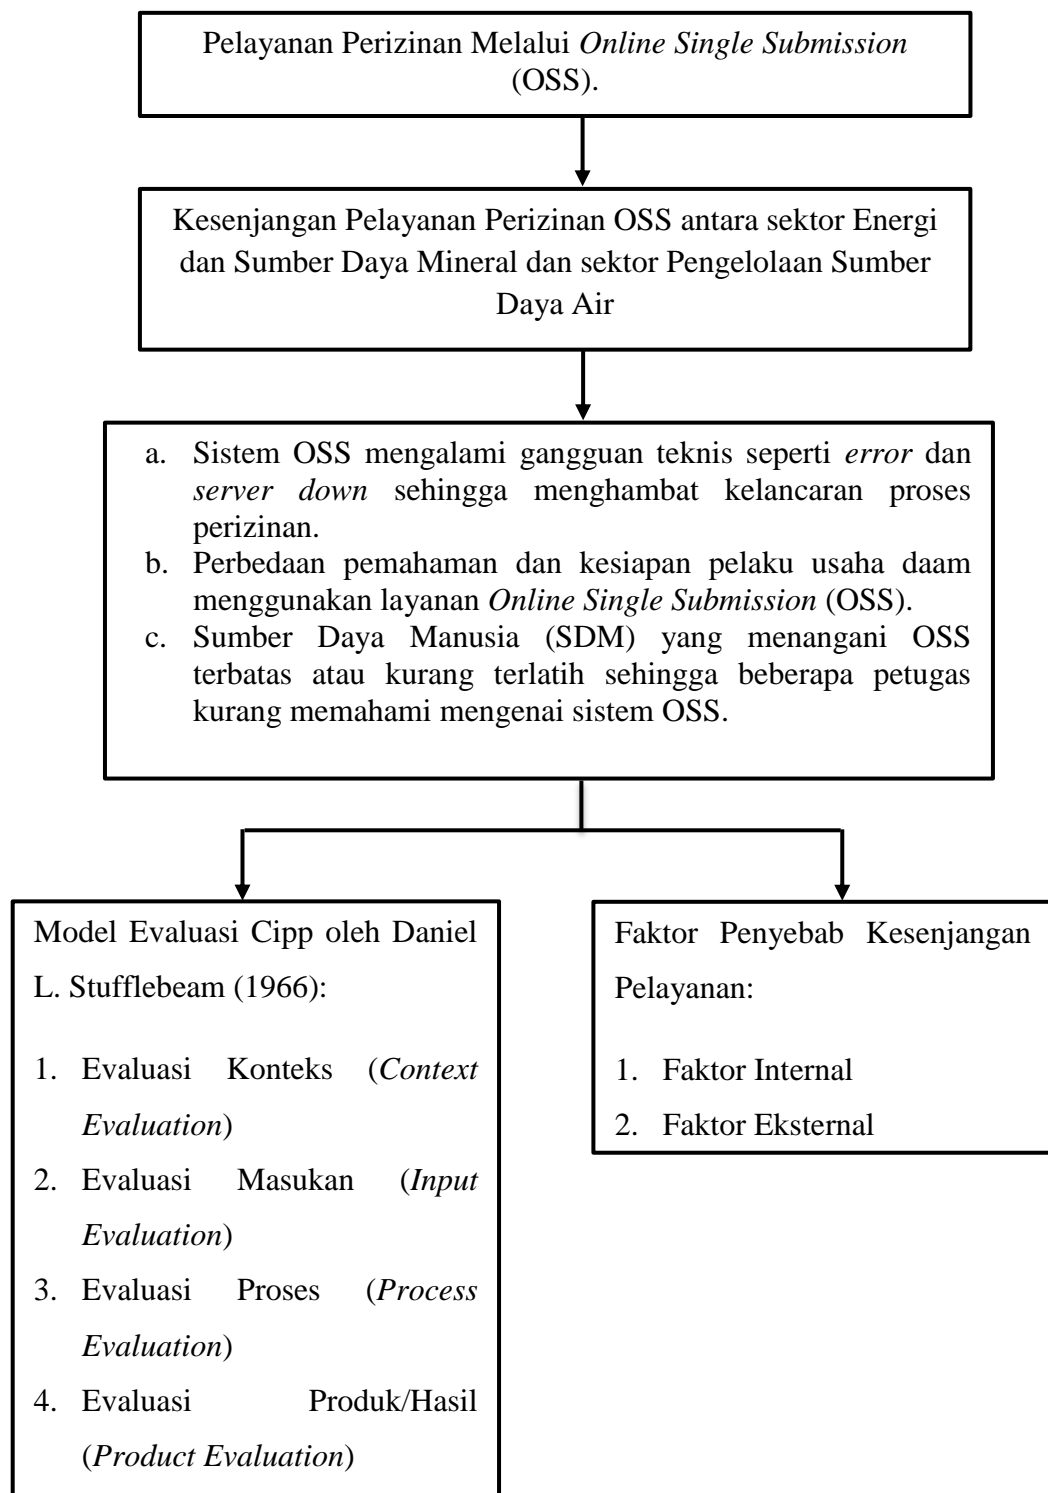 Pelayanan Perizinan Melalui Online Single Submission
(OSS).
Kesenjangan Pelayanan Perizinan OSS antara sektor Energi
dan Sumber Daya Mineral dan sektor Pengelolaan Sumber
Daya Air
a. Sistem OSS mengalami gangguan teknis seperti error dan
server down sehingga menghambat kelancaran proses
perizinan.
b. Perbedaan pemahaman dan kesiapan pelaku usaha daam
menggunakan layanan Online Single Submission (OSS).
c. Sumber Daya Manusia (SDM) yang menangani OSS
terbatas atau kurang terlatih sehingga beberapa petugas
kurang memahami mengenai sistem OSS.
Model Evaluasi Cipp oleh Daniel
L. Stufflebeam (1966):
1. Evaluasi Konteks (Context
Evaluation)
2. Evaluasi Masukan (Input
Evaluation)
3. Evaluasi Proses (Process
Evaluation)
4. Evaluasi Produk/Hasil
(Product Evaluation)
Faktor Penyebab Kesenjangan
Pelayanan:
1. Faktor Internal
2. Faktor Eksternal